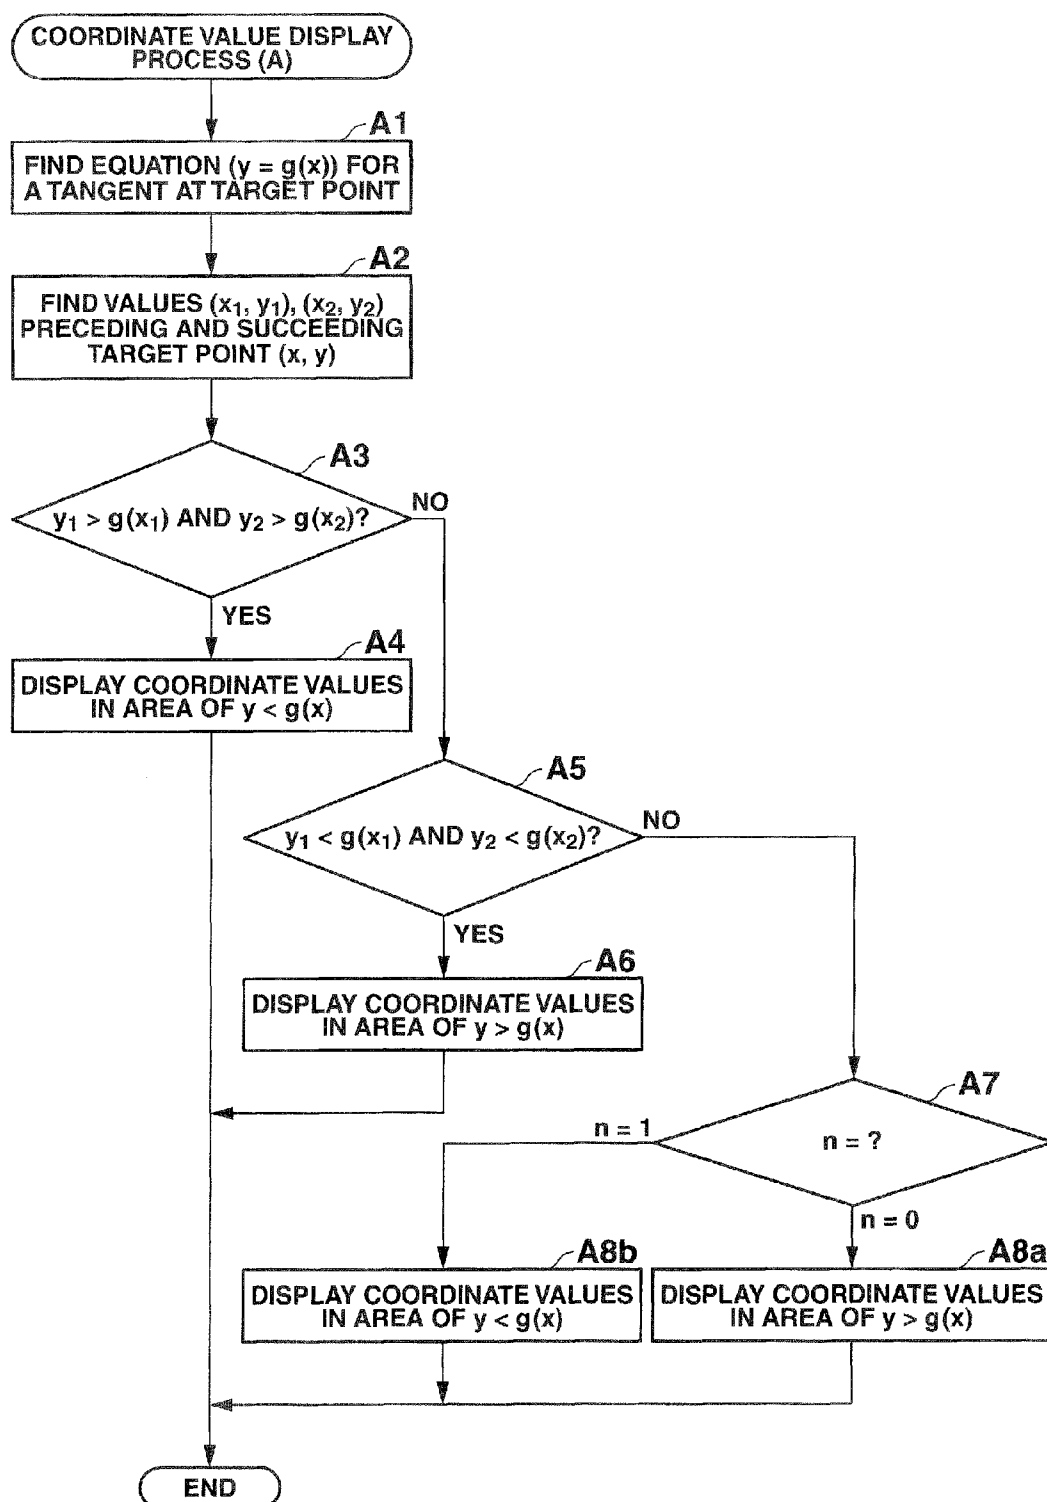 COORDINATE VALUE DISPLAY
PROCESS (A)
A1
FIND EQUATION (y = g(x)) FOR
A TANGENT AT TARGET POINT
A2
FIND VALUES (x₁, y₁), (x₂, y₂)
PRECEDING AND SUCCEEDING
TARGET POINT (x, y)
A3
y₁ > g(x₁) AND y₂ > g(x₂)?
NO
YES
A4
DISPLAY COORDINATE VALUES
IN AREA OF y < g(x)
A5
y₁ < g(x₁) AND y₂ < g(x₂)?
NO
YES
A6
DISPLAY COORDINATE VALUES
IN AREA OF y > g(x)
A7
n = ?
n = 1
n = 0
A8b
DISPLAY COORDINATE VALUES
IN AREA OF y < g(x)
A8a
DISPLAY COORDINATE VALUES
IN AREA OF y > g(x)
END